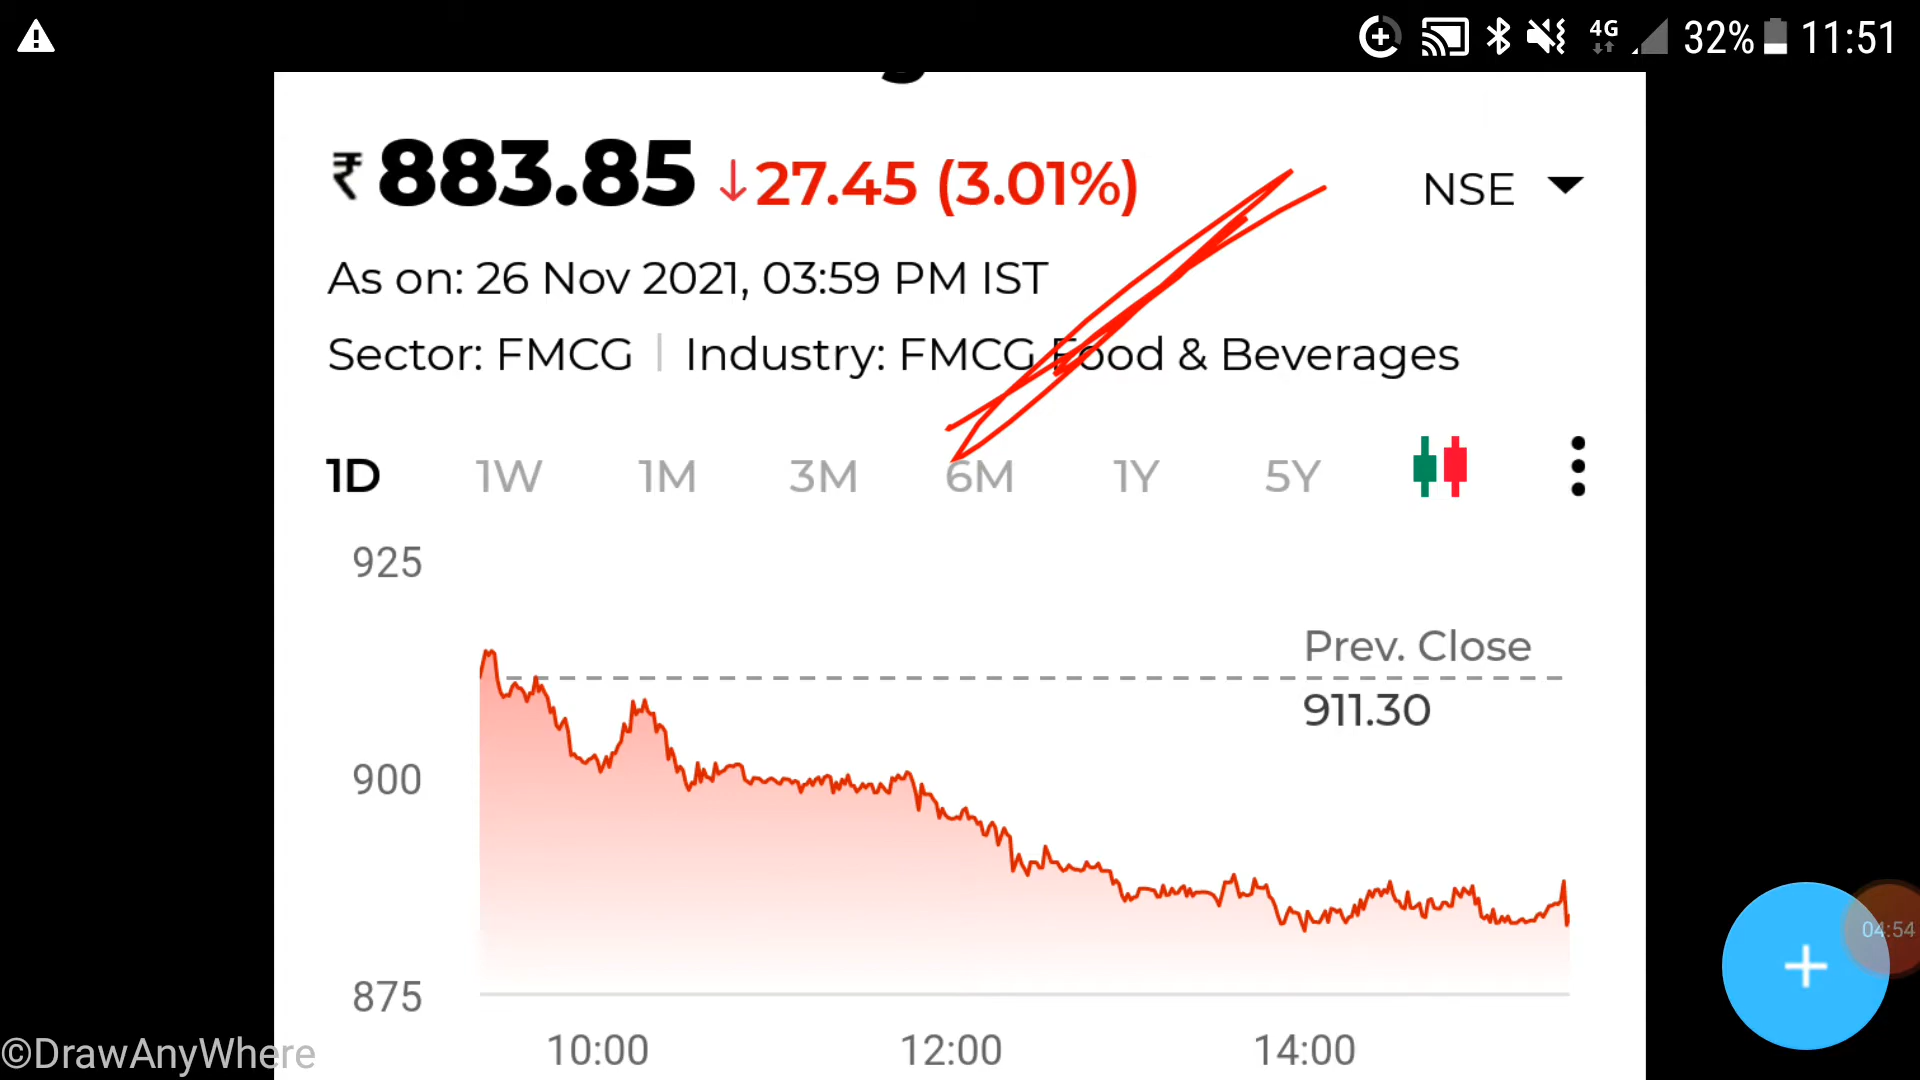 4G 32% 11:51
₹ 883.85 ↓27.45 (3.01%) NSE
As on: 26 Nov 2021, 03:59 PM IST
Sector: FMCG | Industry: FMCG Food & Beverages
1D 1W 1M 3M 6M 1Y 5Y
925
Prev. Close
911.30
900
875
10:00 12:00 14:00
04:54
+
©DrawAnyWhere